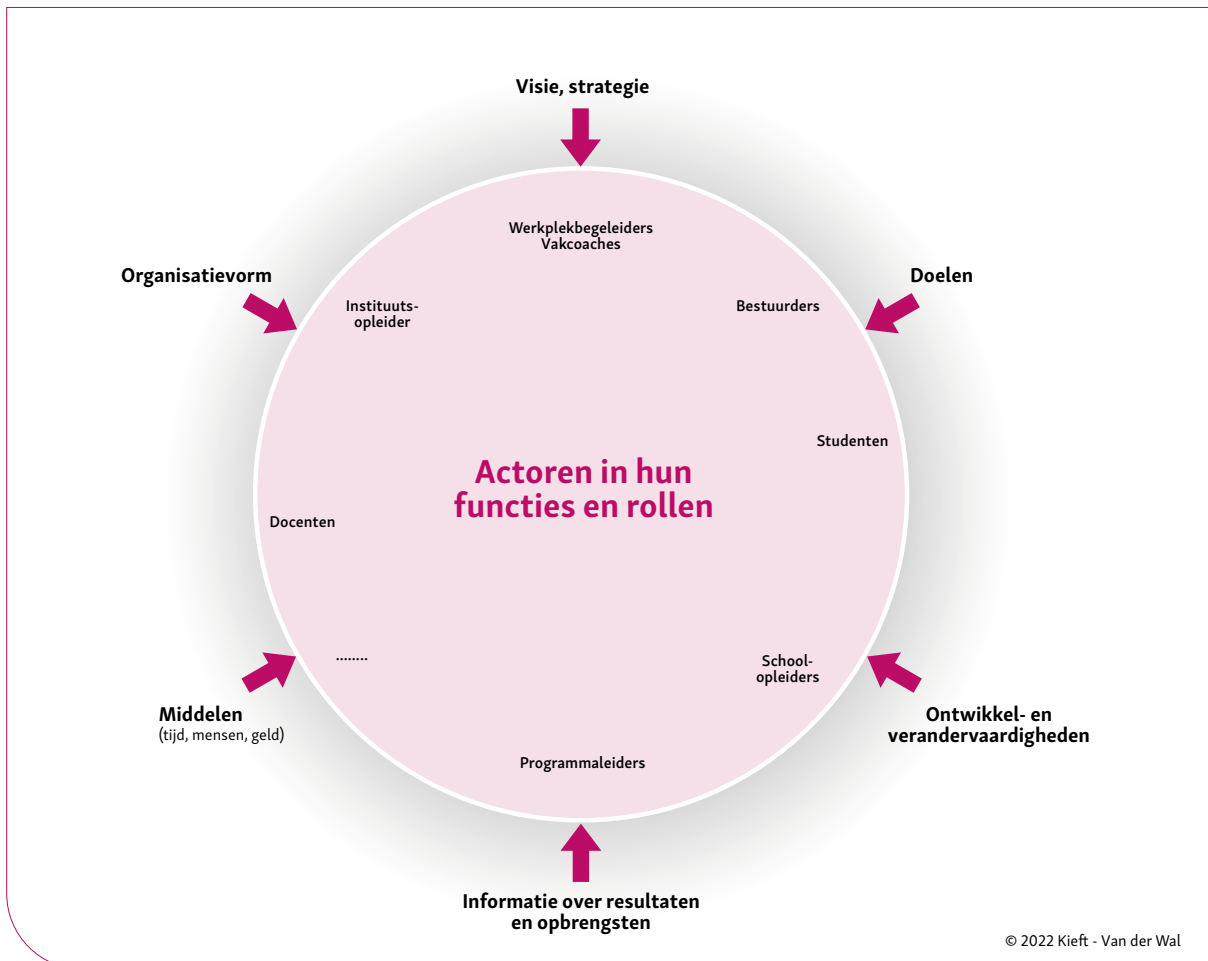 Visie, strategie
Werkplekbegeleiders
Vakcoaches
Organisatievorm
Doelen
Instituuts-
opleider
Bestuurders
Studenten
Actoren in hun
functies en rollen
Docenten
........
School-
opleiders
Middelen
(tijd, mensen, geld)
Ontwikkel- en
verandervaardigheden
Programmaleiders
Informatie over resultaten
en opbrengsten
© 2022 Kieft - Van der Wal